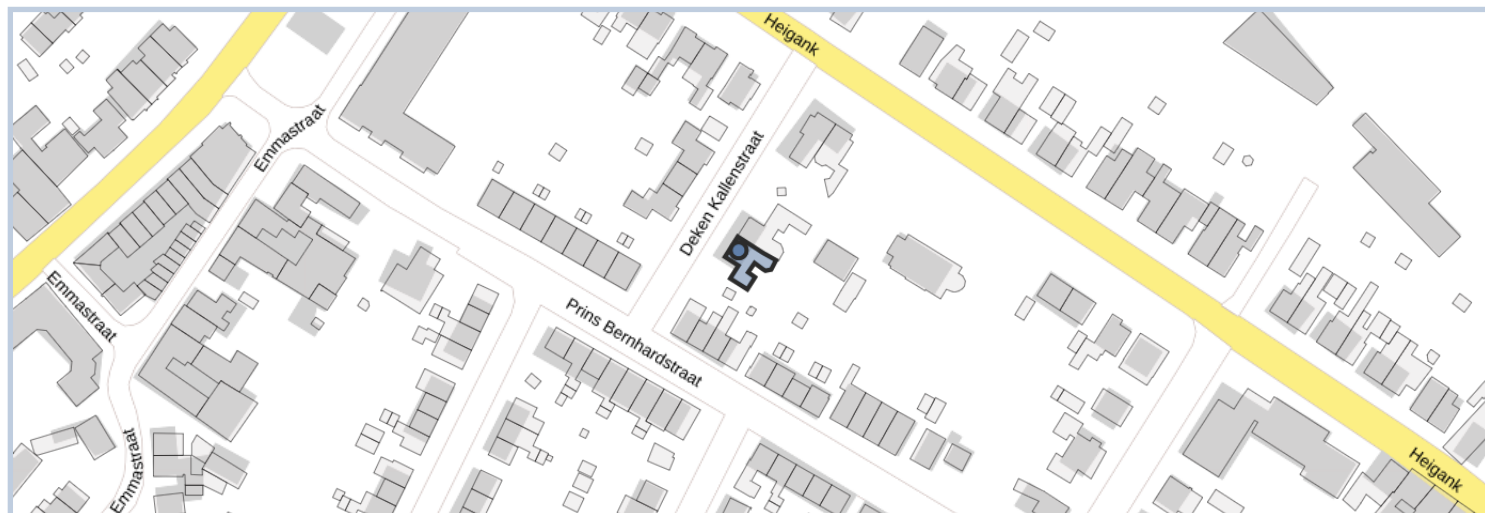 Heigank
Emmastraat
Deken Kallenstraat
Emmastraat
Prins Bernhardstraat
Emmastraat
Heigank